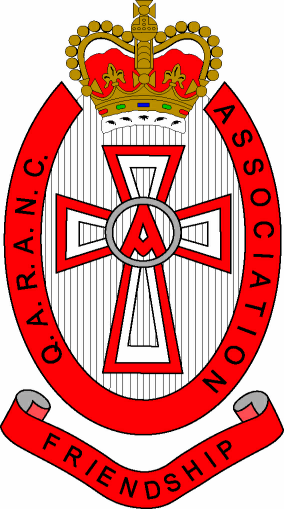 Q.A.R.A.N.C.
ASSOCIATION
A
FRIENDSHIP